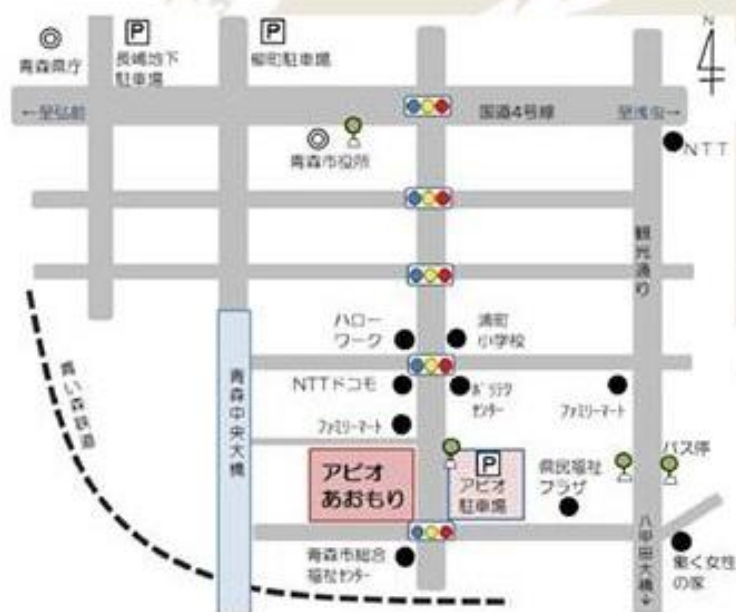 N
P
P
青森県庁
長嶋地下
駐車場
柳町駐車場
←至弘前
国道4号線
至浅虫→
青森市役所
NTT
観光通り
ハロー
ワーク
浦町
小学校
青い森鉄道
青森中央大橋
NTTドコモ
ポリテク
センター
ファミリーマート
ファミリーマート
アピオ
あおもり
P
アピオ
駐車場
県民福祉
プラザ
バス停
青森市総合
福祉センター
八甲田大橋↓
働く女性
の家